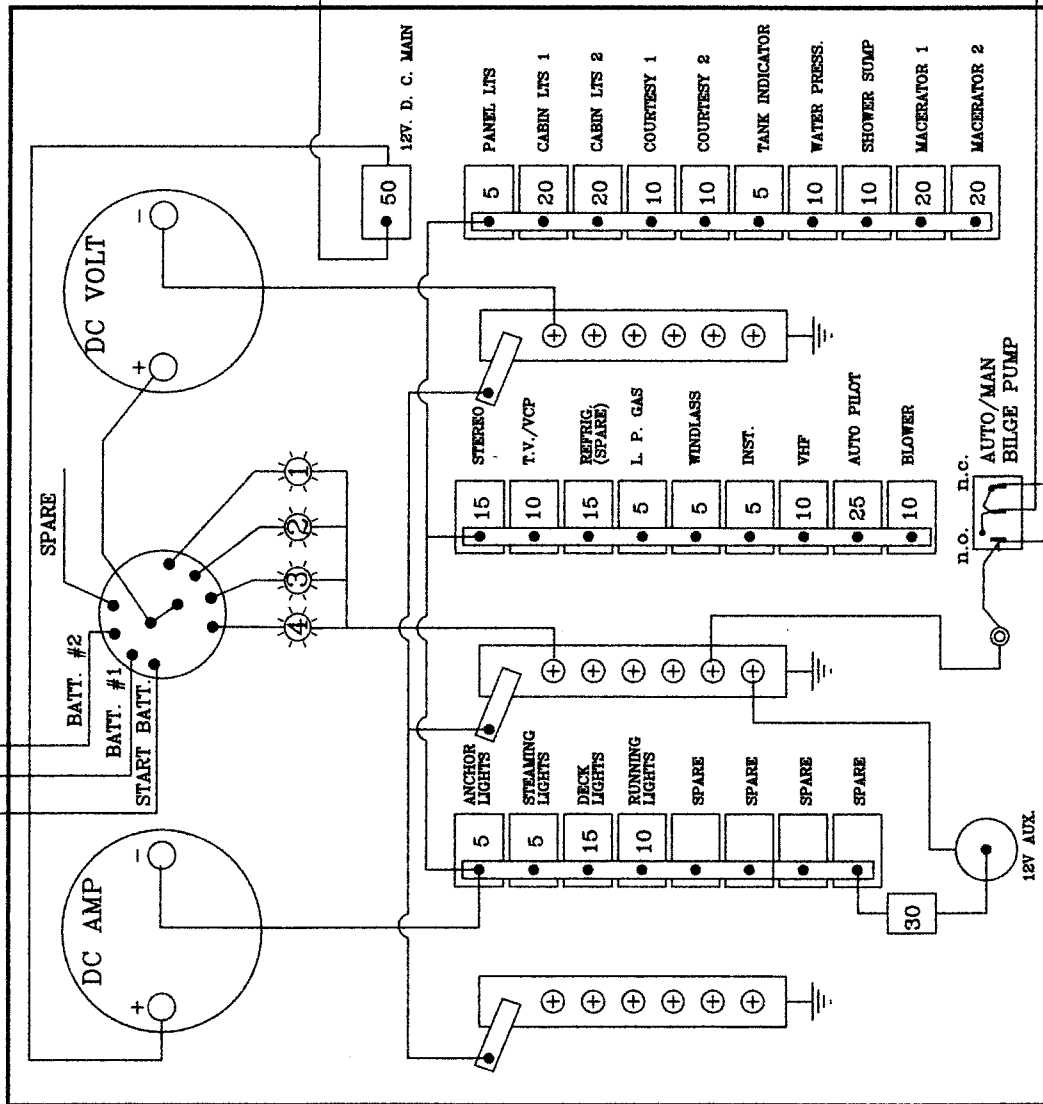 DC AMP
+
-
START BATT.
BATT. #1
BATT. #2
SPARE
4
3
2
1
DC VOLT
+
-
12V. D. C. MAIN
50
ANCHOR
LIGHTS
5
STEAMING
LIGHTS
5
DECK
LIGHTS
15
RUNNING
LIGHTS
10
SPARE
SPARE
SPARE
SPARE
30
12V AUX.
STEREO
15
T.V./VCP
10
REFRIG.
(SPARE)
15
L. P. GAS
5
WINDLASS
5
INST.
5
VHF
10
AUTO PILOT
25
BLOWER
10
n.o.
n.c.
AUTO/MAN
BILGE PUMP
PANEL LTS
5
CABIN LTS 1
20
CABIN LTS 2
20
COURTESY 1
10
COURTESY 2
10
TANK INDICATOR
5
WATER PRESS.
10
SHOWER SUMP
10
MACERATOR 1
20
MACERATOR 2
20